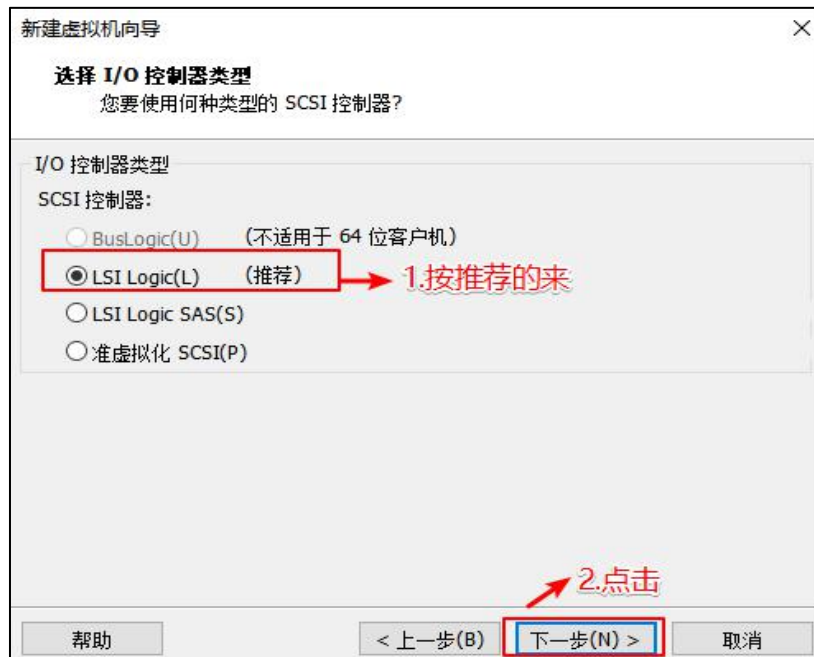 新建虚拟机向导
选择 I/O 控制器类型
您要使用何种类型的 SCSI 控制器?
I/O 控制器类型
SCSI 控制器:
BusLogic(U) (不适用于 64 位客户机)
LSI Logic(L) (推荐) 1.按推荐的来
LSI Logic SAS(S)
准虚拟化 SCSI(P)
2.点击
帮助 < 上一步(B) 下一步(N) > 取消